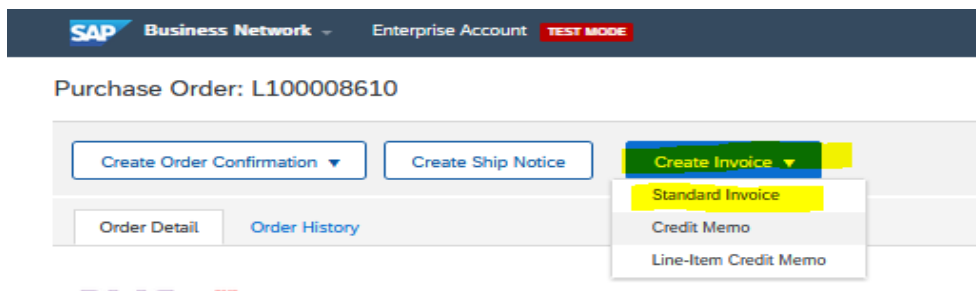 SAP Business Network Enterprise Account TEST MODE
Purchase Order: L100008610
Create Order Confirmation ▼ Create Ship Notice Create Invoice ▼
Standard Invoice
Order Detail Order History Credit Memo
Line-Item Credit Memo